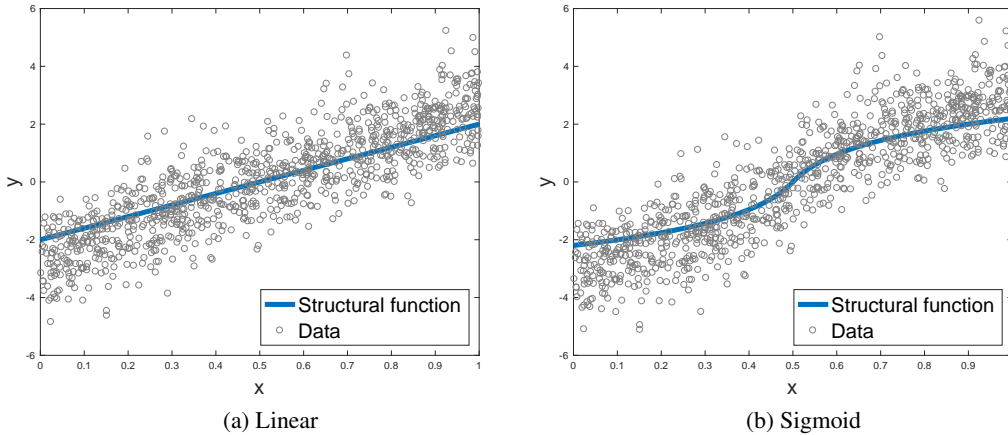 6
4
2
0
-2
-4
-6
y
0 0.1 0.2 0.3 0.4 0.5 0.6 0.7 0.8 0.9 1
x
Structural function
Data
(a) Linear
6
4
2
0
-2
-4
-6
y
0 0.1 0.2 0.3 0.4 0.5 0.6 0.7 0.8 0.9
x
Structural function
Data
(b) Sigmoid